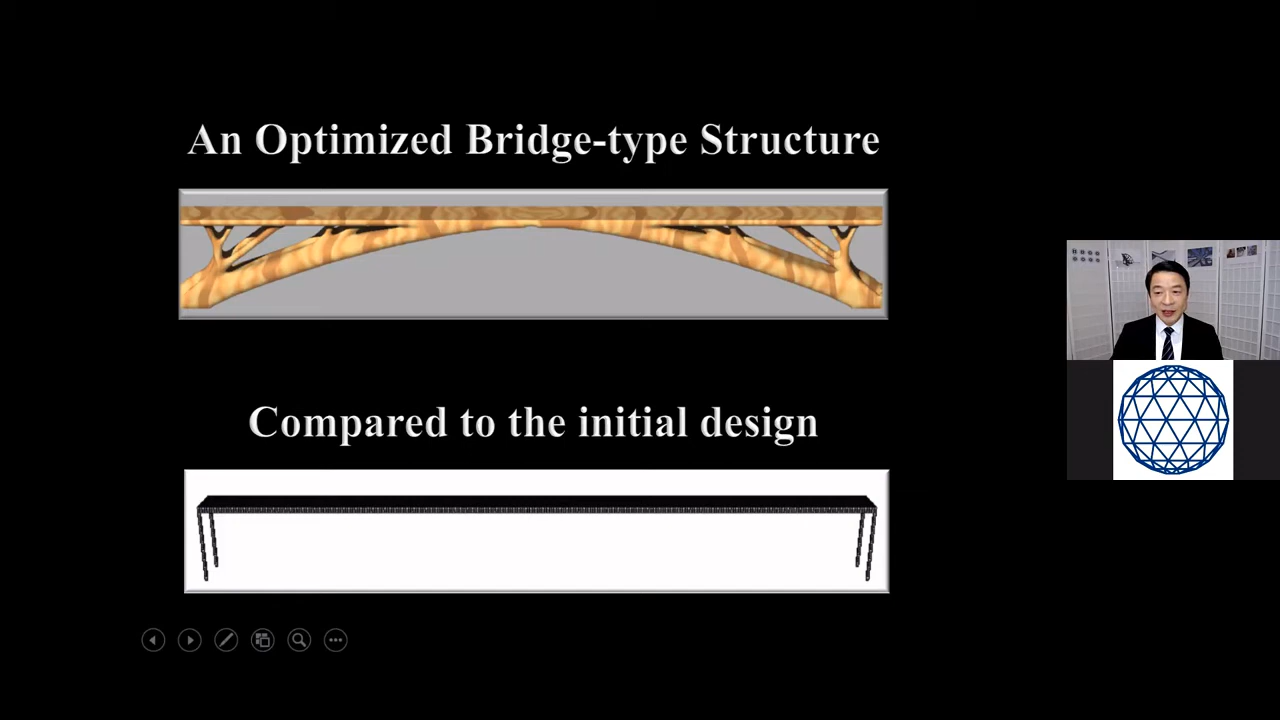 An Optimized Bridge-type Structure
Compared to the initial design